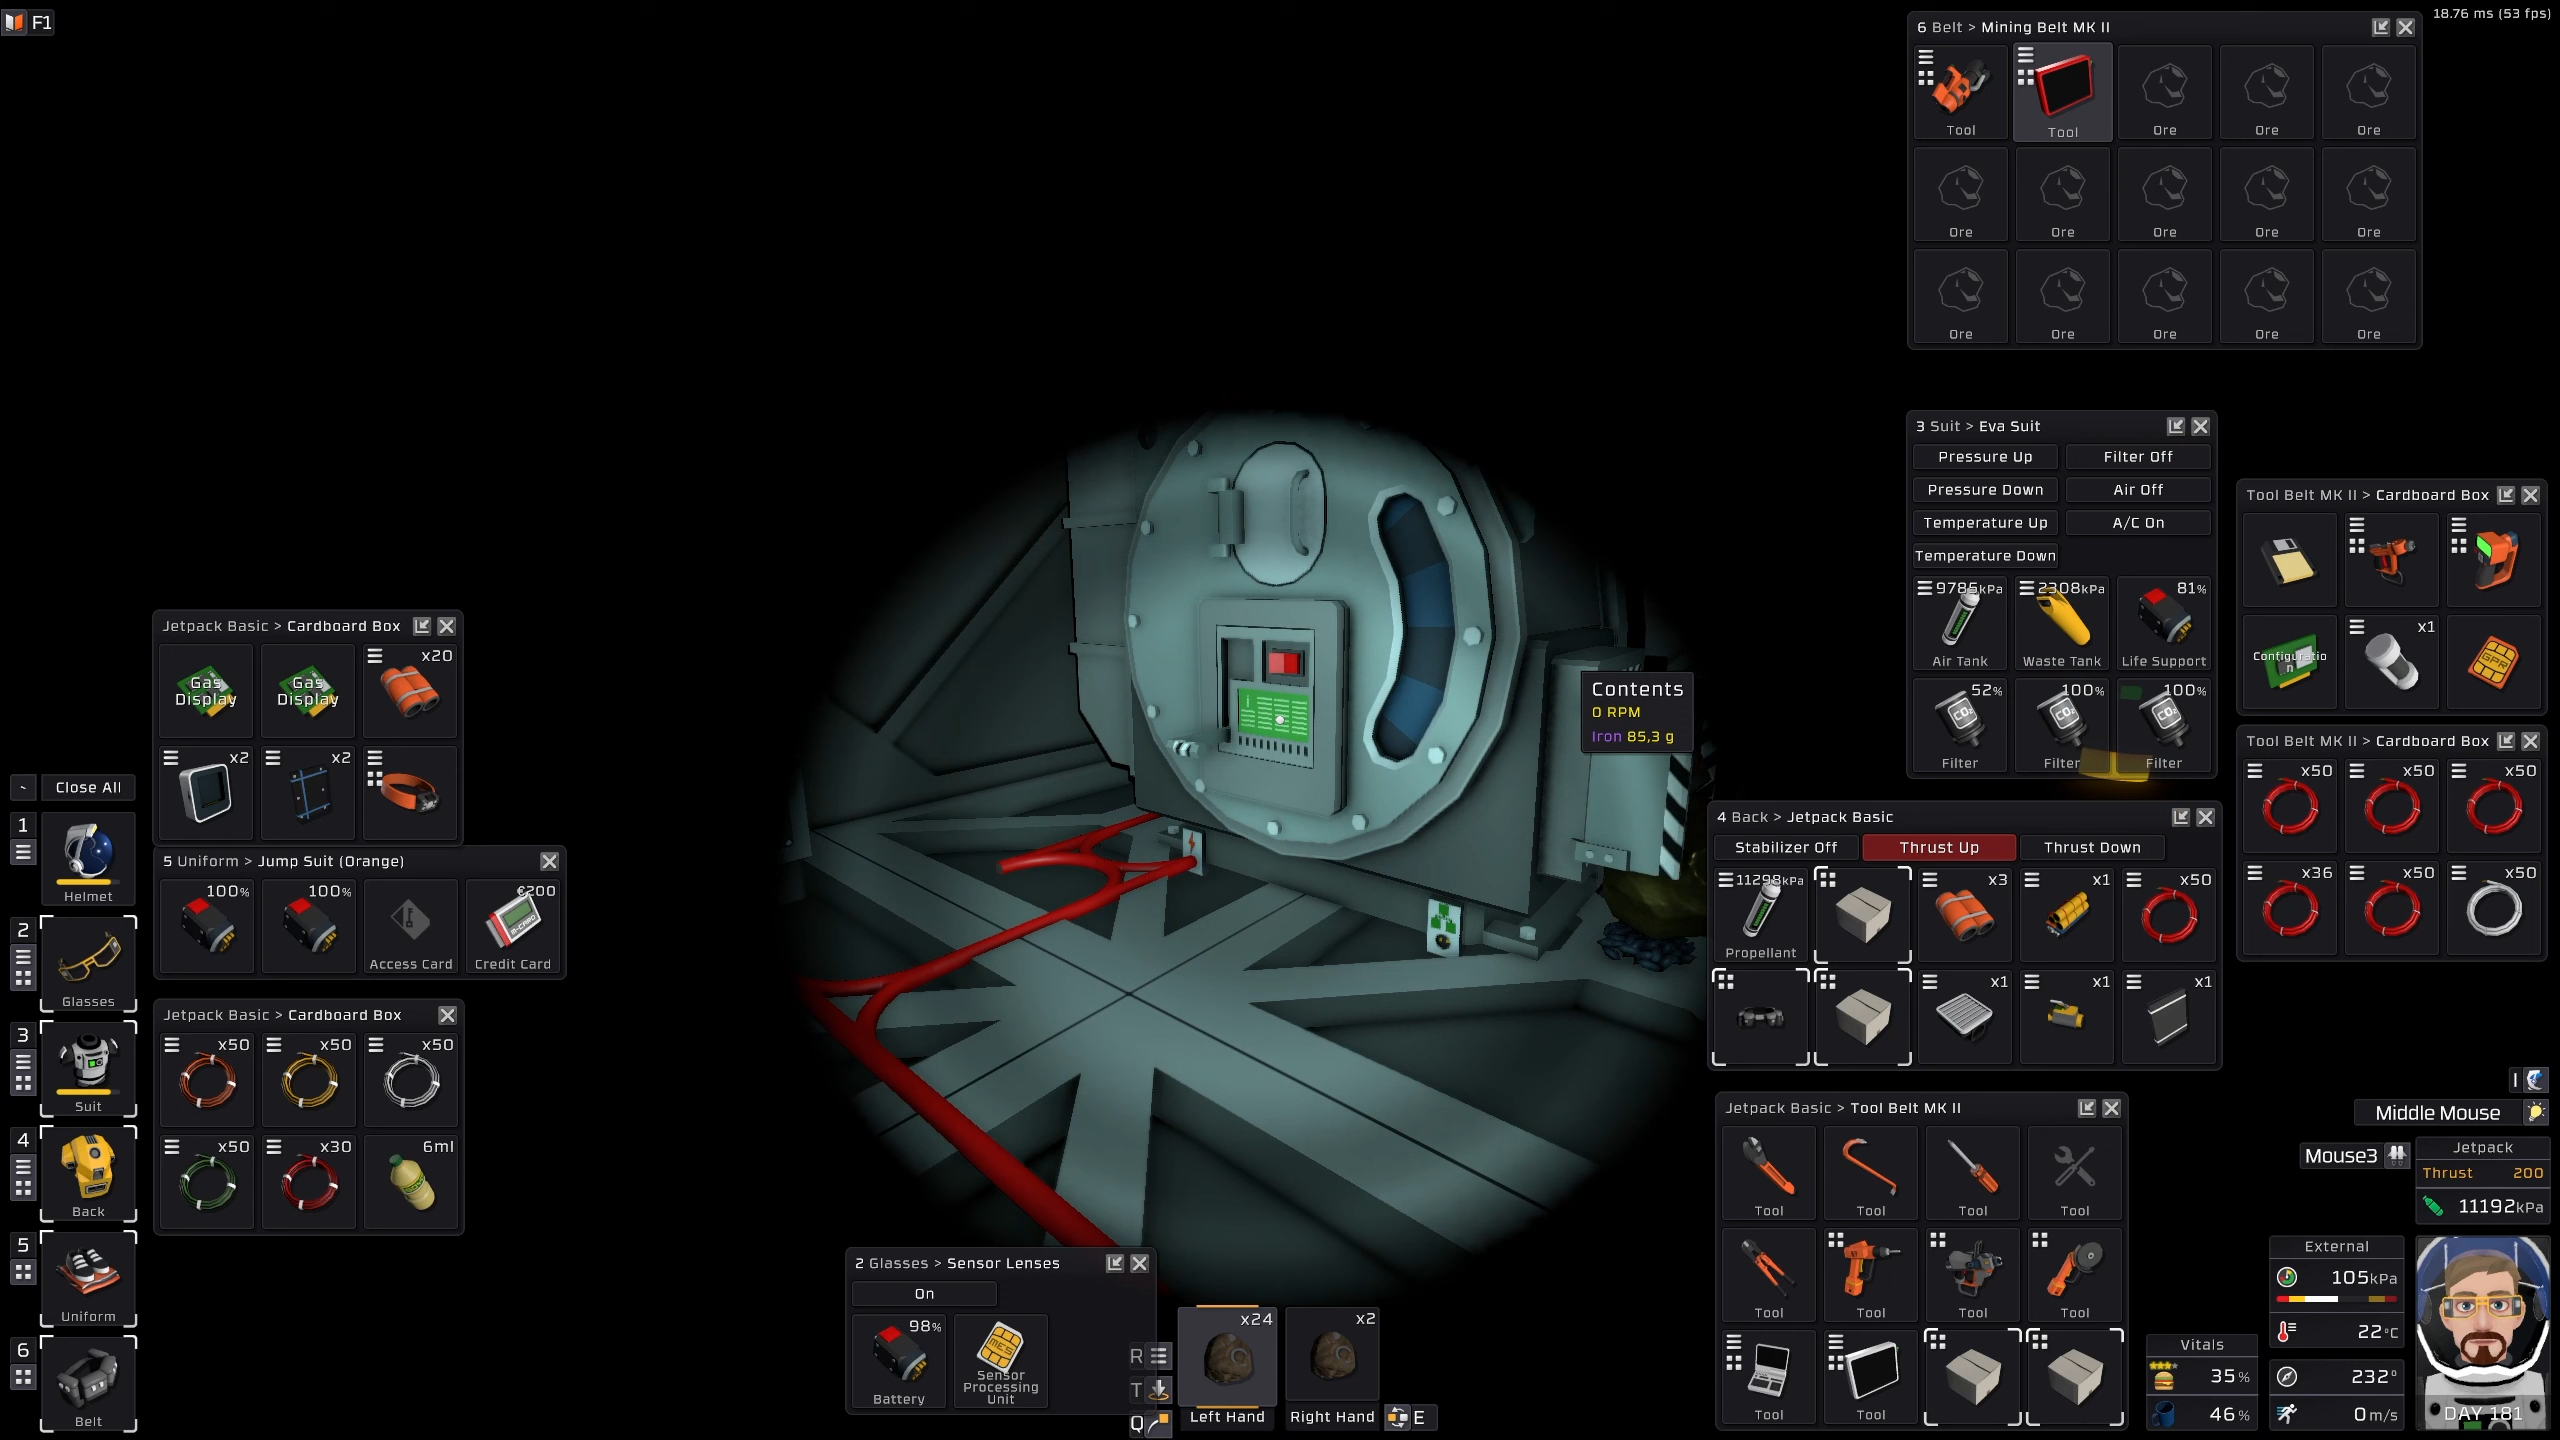 F1
18.76 ms (53 fps)
6 Belt > Mining Belt MK II
Tool
Tool
Ore
Ore
Ore
Ore
Ore
Ore
Ore
Ore
Ore
Ore
Ore
Ore
Ore
3 Suit > Eva Suit
Pressure Up
Filter Off
Pressure Down
Air Off
Temperature Up
A/C On
Temperature Down
9785kPa
2308kPa
81%
Air Tank
Waste Tank
Life Support
52%
100%
100%
Filter
Filter
Filter
Tool Belt MK II > Cardboard Box
Configuratio
n
x1
GPR
Tool Belt MK II > Cardboard Box
x50
x50
x50
x36
x50
x50
Contents
0 RPM
Iron 85,3 g
Jetpack Basic > Cardboard Box
Gas
Display
Gas
Display
x20
x2
x2
~
Close All
1
Helmet
2
Glasses
3
Suit
4
Back
5
Uniform
6
Belt
5 Uniform > Jump Suit (Orange)
100%
100%
€200
Access Card
Credit Card
Jetpack Basic > Cardboard Box
x50
x50
x50
x50
x30
6ml
4 Back > Jetpack Basic
Stabilizer Off
Thrust Up
Thrust Down
11298kPa
x3
x1
x50
Propellant
x1
x1
x1
Jetpack Basic > Tool Belt MK II
Tool
Tool
Tool
Tool
Tool
Tool
Tool
Tool
Tool
Tool
2 Glasses > Sensor Lenses
On
98%
MES
Battery
Sensor
Processing
Unit
R
T
Q
x24
x2
Left Hand
Right Hand
E
I
Middle Mouse
Mouse3
Jetpack
Thrust 200
11192kPa
External
105kPa
22°C
232°
0m/s
Vitals
35%
46%
DAY 181